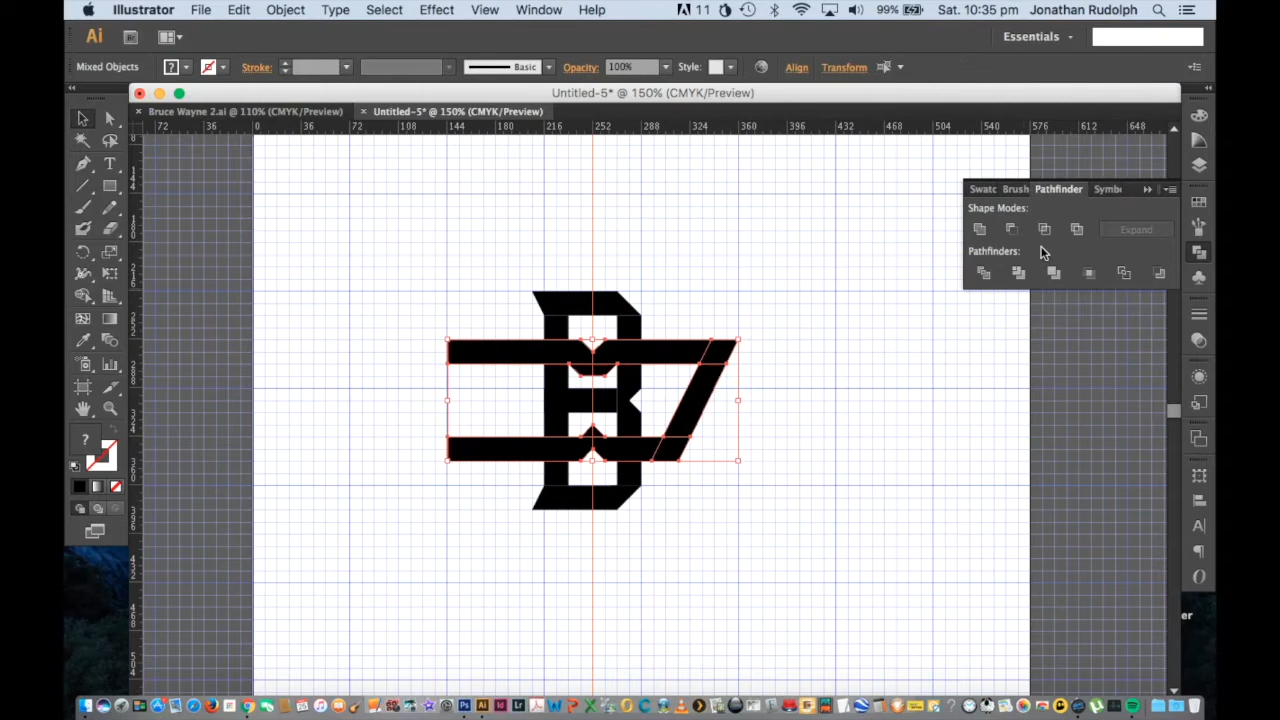 Illustrator File Edit Object Type Select Effect View Window Help 11 99% Sat. 10:35 pm Jonathan Rudolph
Ai Br Essentials
Mixed Objects ? Stroke: Basic Opacity: 100% Style: Align Transform
Untitled-5* @ 150% (CMYK/Preview)
× Bruce Wayne 2.ai @ 110% (CMYK/Preview) × Untitled-5* @ 150% (CMYK/Preview)
72 36 0 36 72 108 144 180 216 252 288 324 360 396 432 468 504 540 576 612 648
Swatc Brush Pathfinder Symbo
Shape Modes:
Expand
Pathfinders:
?
er